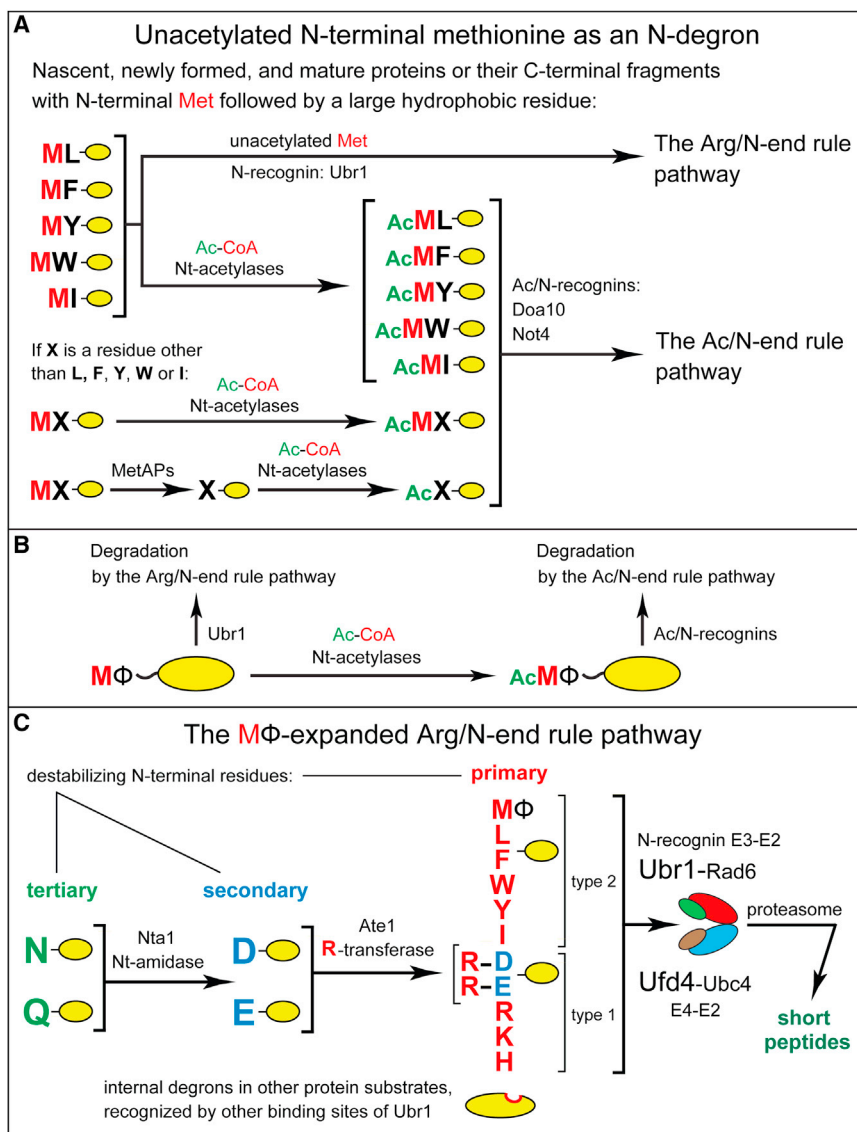 A
Unacetylated N-terminal methionine as an N-degron
Nascent, newly formed, and mature proteins or their C-terminal fragments
with N-terminal Met followed by a large hydrophobic residue:
ML
MF
MY
MW
MI
unacetylated Met
N-recognin: Ubr1
The Arg/N-end rule
pathway
Ac-CoA
Nt-acetylases
AcML
AcMF
AcMY
AcMW
AcMI
Ac/N-recognins:
Doa10
Not4
The Ac/N-end rule
pathway
If X is a residue other
than L, F, Y, W or I:
MX
Ac-CoA
Nt-acetylases
AcMX
MX
MetAPs
X
Ac-CoA
Nt-acetylases
AcX
B
Degradation
by the Arg/N-end rule pathway
Ubr1
MΦ
Ac-CoA
Nt-acetylases
Degradation
by the Ac/N-end rule pathway
Ac/N-recognins
AcMΦ
C
The MΦ-expanded Arg/N-end rule pathway
destabilizing N-terminal residues:
primary
tertiary
secondary
N
Q
Nta1
Nt-amidase
D
E
Ate1
R-transferase
MΦ
L
F
W
Y
I
R-D
R-E
R
K
H
type 2
type 1
N-recognin E3-E2
Ubr1-Rad6
Ufd4-Ubc4
E4-E2
proteasome
short
peptides
internal degrons in other protein substrates,
recognized by other binding sites of Ubr1